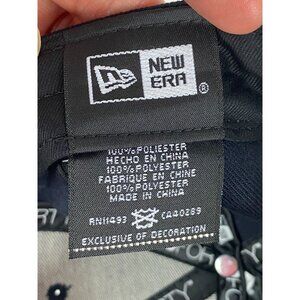 NEW
ERA
®
100% POLYESTER
HECHO EN CHINA
100% POLYESTER
FABRIQUE EN CHINE
100% POLYESTER
MADE IN CHINA
RN11493 CA40289
EXCLUSIVE OF DECORATION